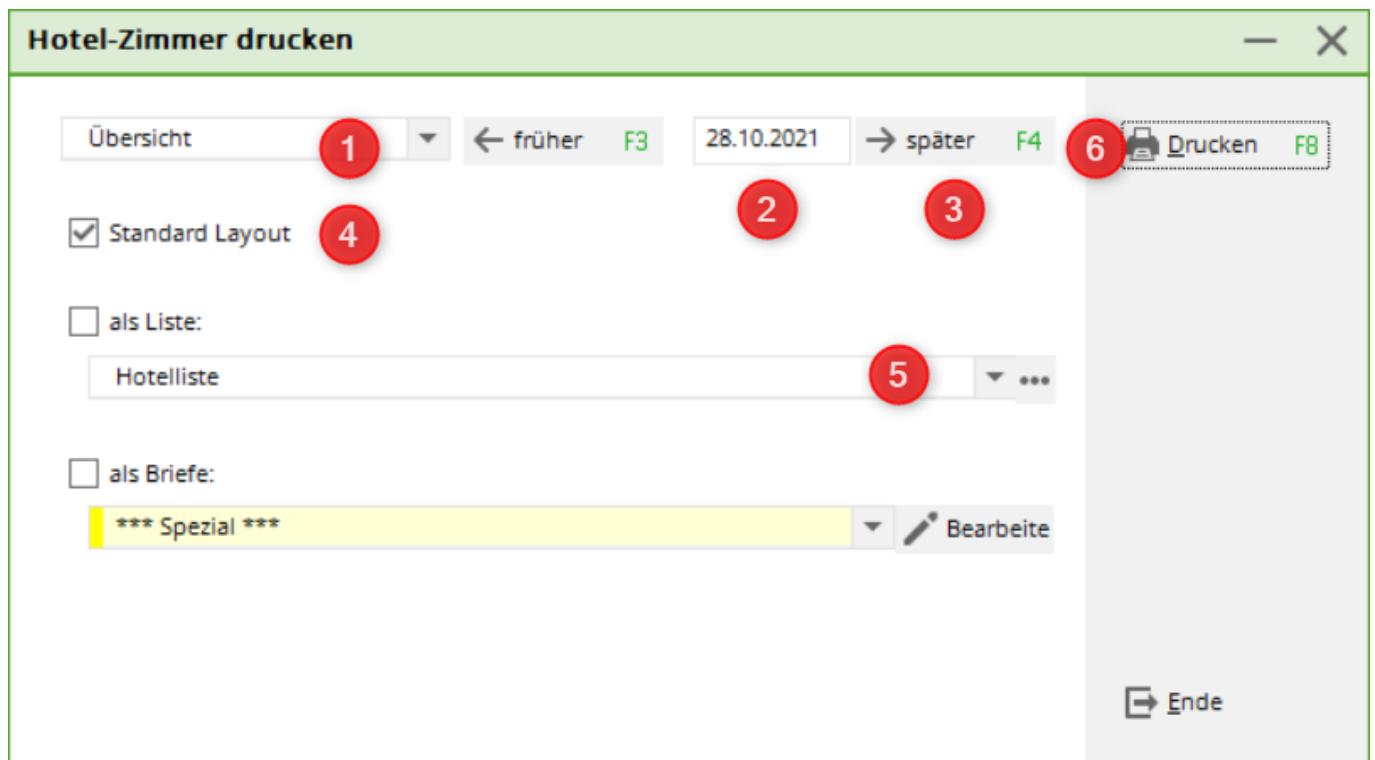 Hotel-Zimmer drucken
Übersicht 1 früher F3 28.10.2021 später F4 6 Drucken F8
2 3
Standard Layout 4
als Liste:
Hotelliste 5
als Briefe:
*** Spezial *** Bearbeite
Ende